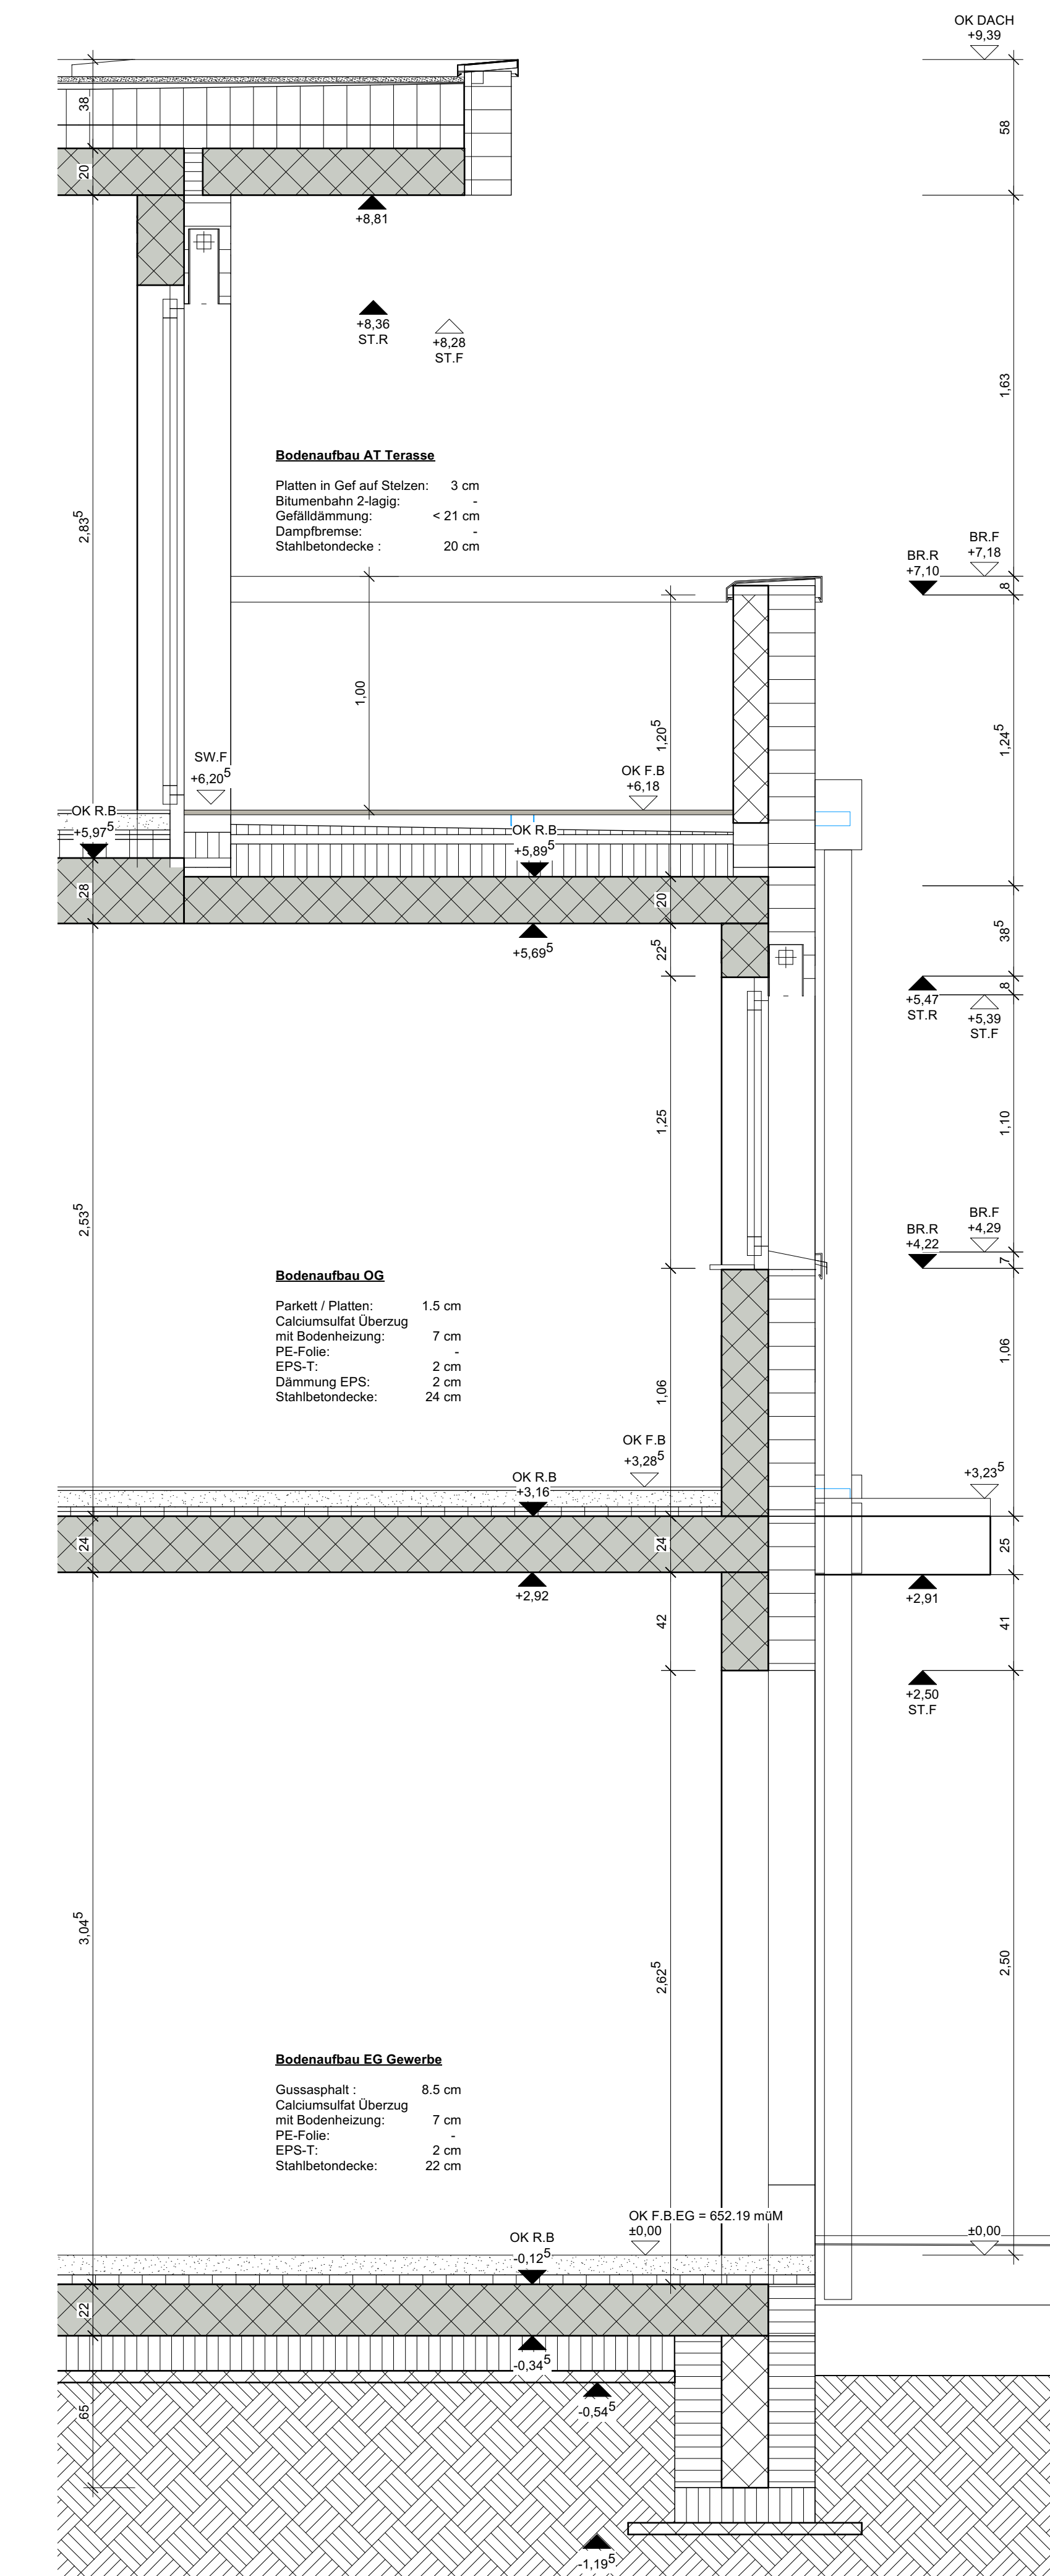 OK DACH
+9,39
38
58
20
+8,81
+8,36
ST.R
+8,28
ST.F
1,63
Bodenaufbau AT Terasse
Platten in Gef auf Stelzen: 3 cm
Bitumenbahn 2-lagig: -
Gefälldämmung: < 21 cm
Dampfbremse: -
Stahlbetondecke : 20 cm
2,83⁵
BR.F
+7,18
BR.R
+7,10
8
1,00
1,20⁵
1,24⁵
SW.F
+6,20⁵
OK F.B
+6,18
OK R.B
+5,97⁵
OK R.B
+5,89⁵
28
20
+5,69⁵
22⁵
38⁵
8
+5,47
ST.R
+5,39
ST.F
1,25
1,10
2,53⁵
BR.F
+4,29
BR.R
+4,22
7
Bodenaufbau OG
Parkett / Platten: 1.5 cm
Calciumsulfat Überzug
mit Bodenheizung: 7 cm
PE-Folie: -
EPS-T: 2 cm
Dämmung EPS: 2 cm
Stahlbetondecke: 24 cm
1,06
1,06
OK F.B
+3,28⁵
OK R.B
+3,16
+3,23⁵
24
24
25
+2,92
+2,91
42
41
+2,50
ST.F
3,04⁵
2,62⁵
2,50
Bodenaufbau EG Gewerbe
Gussasphalt : 8.5 cm
Calciumsulfat Überzug
mit Bodenheizung: 7 cm
PE-Folie: -
EPS-T: 2 cm
Stahlbetondecke: 22 cm
OK F.B.EG = 652.19 müM
±0,00
±0,00
OK R.B
-0,12⁵
22
-0,34⁵
-0,54⁵
65
-1,19⁵